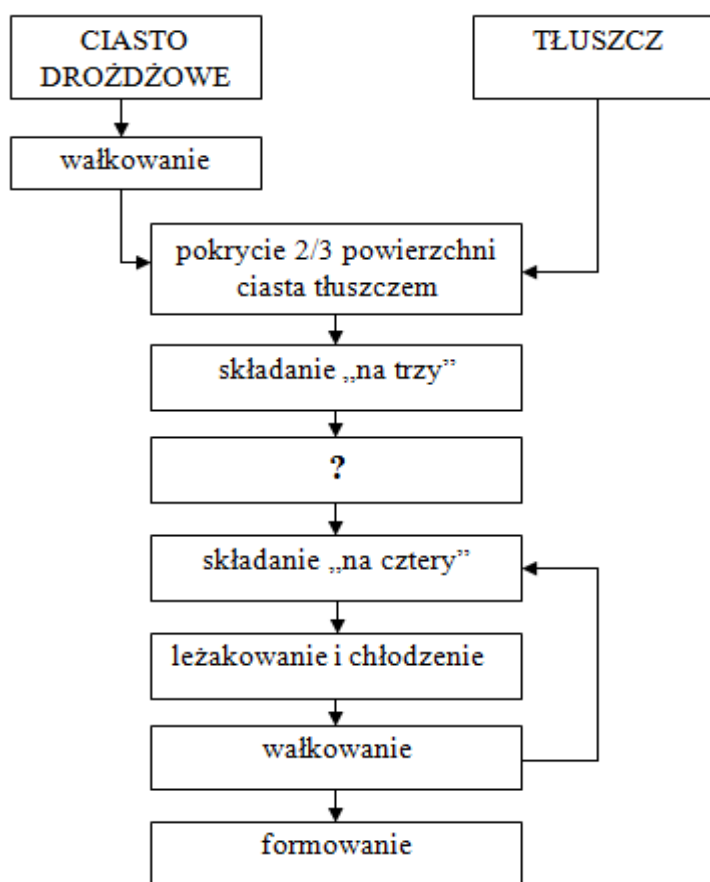 CIASTO
DROŻDŻOWE
TŁUSZCZ
wałkowanie
pokrycie 2/3 powierzchni
ciasta tłuszczem
składanie „na trzy”
?
składanie „na cztery”
leżakowanie i chłodzenie
wałkowanie
formowanie